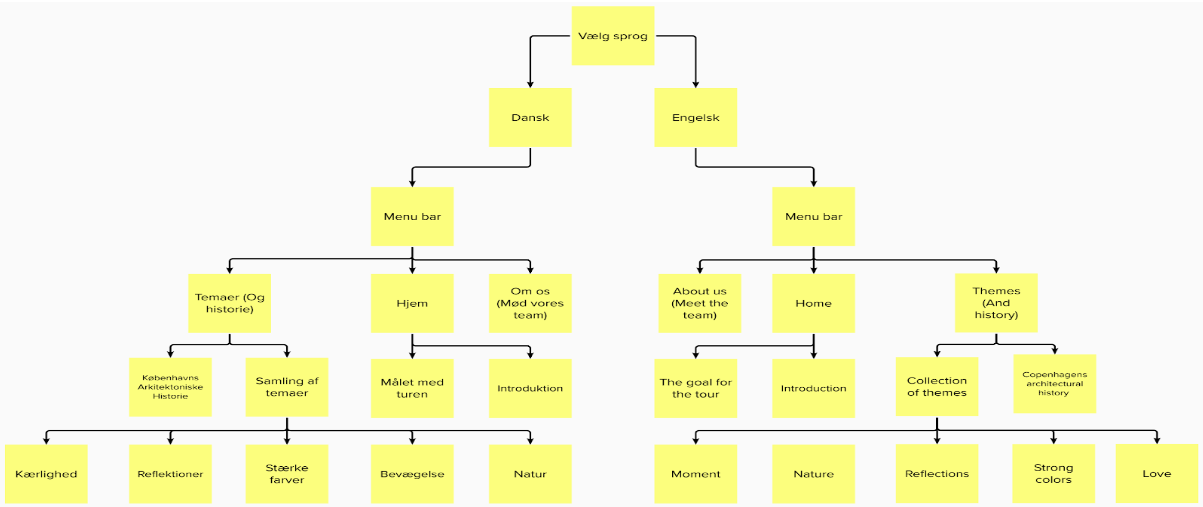 Vælg sprog
Dansk
Engelsk
Menu bar
Menu bar
Temaer (Og
historie)
Hjem
Om os
(Mød vores
team)
About us
(Meet the
team)
Home
Themes
(And
history)
Københavns
Arkitektoniske
Historie
Samling af
temaer
Målet med
turen
Introduktion
The goal for
the tour
Introduction
Collection
of themes
Copenhagens
architectural
history
Kærlighed
Reflektioner
Stærke
farver
Bevægelse
Natur
Moment
Nature
Reflections
Strong
colors
Love